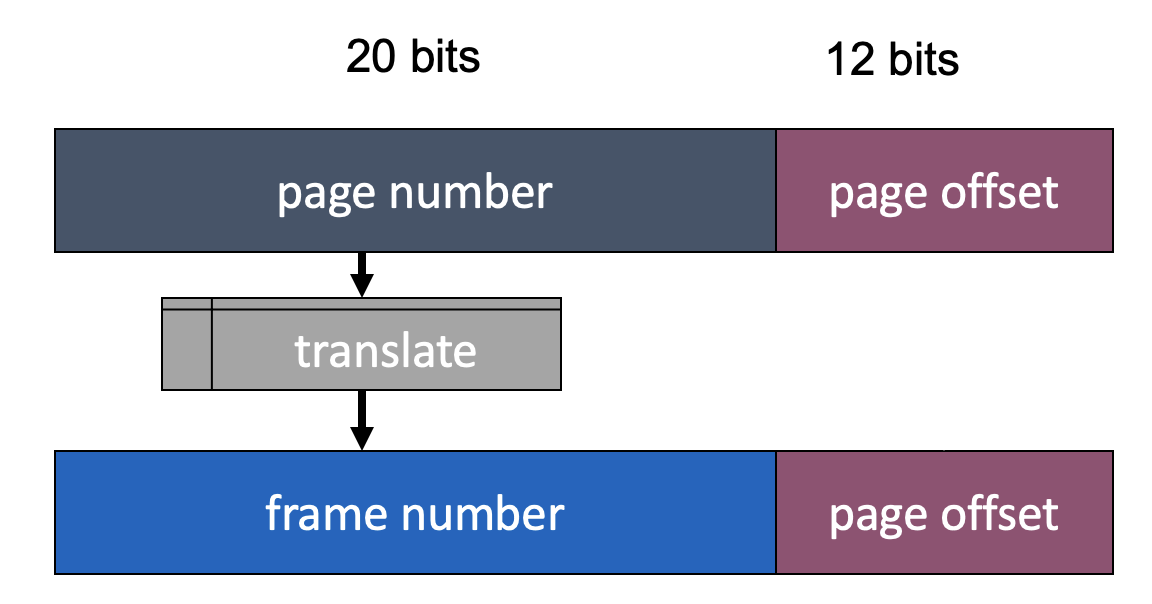 20 bits
12 bits
page number
page offset
translate
frame number
page offset